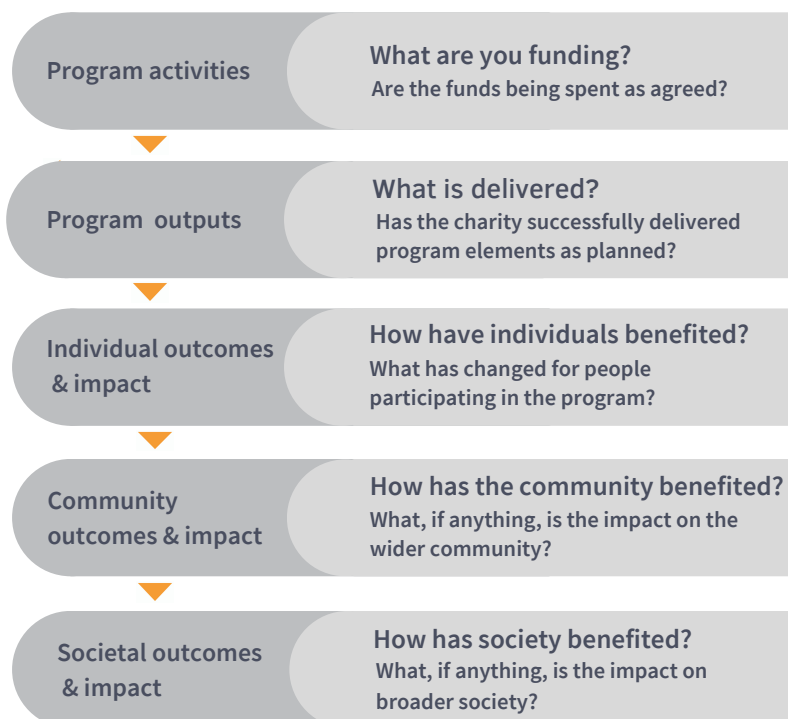 Program activities
What are you funding?
Are the funds being spent as agreed?
Program outputs
What is delivered?
Has the charity successfully delivered
program elements as planned?
Individual outcomes
& impact
How have individuals benefited?
What has changed for people
participating in the program?
Community
outcomes & impact
How has the community benefited?
What, if anything, is the impact on the
wider community?
Societal outcomes
& impact
How has society benefited?
What, if anything, is the impact on
broader society?